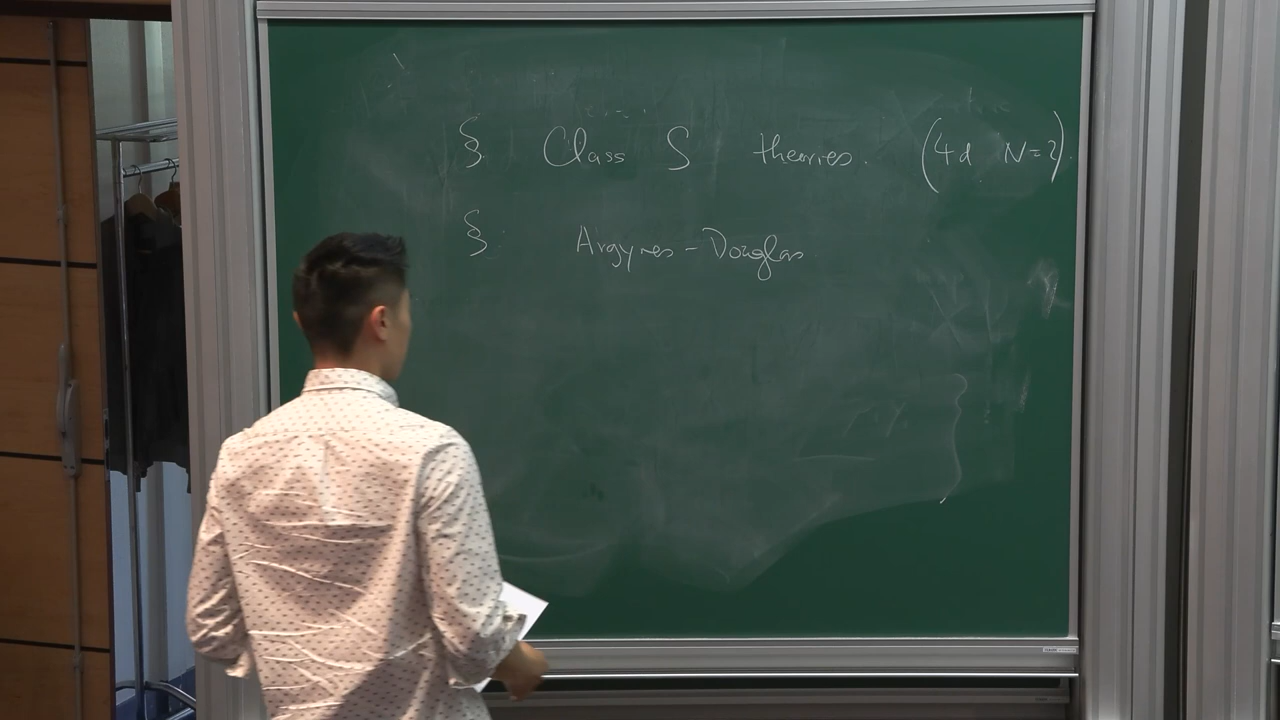 §. Class S theories. (4d N=2).
§. Argyres-Douglas